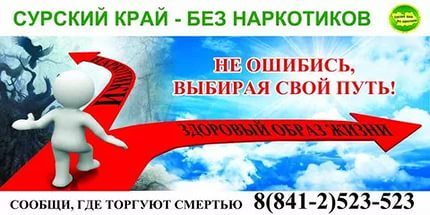 СУРСКИЙ КРАЙ - БЕЗ НАРКОТИКОВ
НЕ ОШИБИСЬ,
ВЫБИРАЯ СВОЙ ПУТЬ!
НАРКОТИКИ
ЗДОРОВЫЙ ОБРАЗ ЖИЗНИ
СООБЩИ, ГДЕ ТОРГУЮТ СМЕРТЬЮ 8(841-2)523-523